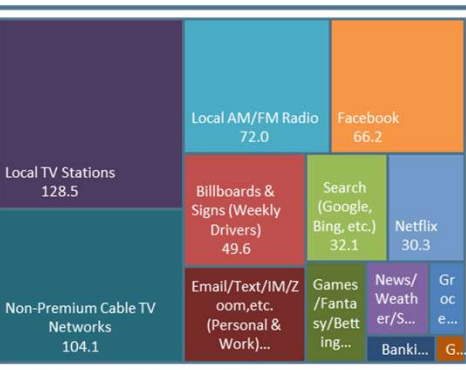 Local TV Stations
128.5
Non-Premium Cable TV
Networks
104.1
Local AM/FM Radio
72.0
Facebook
66.2
Billboards &
Signs (Weekly
Drivers)
49.6
Search
(Google,
Bing, etc.)
32.1
Netflix
30.3
Email/Text/IM/Z
oom,etc.
(Personal &
Work)...
Games
/Fanta
sy/Bett
ing...
News/
Weath
er/S...
Gr
oc
e...
Banki...
G...